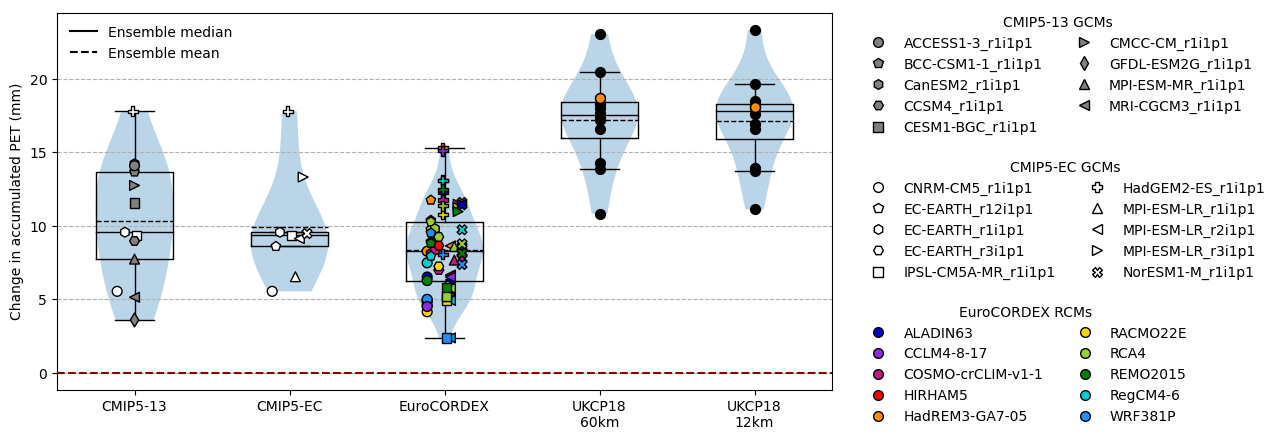 Change in accumulated PET (mm)
20
15
10
5
0
Ensemble median
Ensemble mean
CMIP5-13
CMIP5-EC
EuroCORDEX
UKCP18
60km
UKCP18
12km
CMIP5-13 GCMs
ACCESS1-3_r1i1p1
BCC-CSM1-1_r1i1p1
CanESM2_r1i1p1
CCSM4_r1i1p1
CESM1-BGC_r1i1p1
CMCC-CM_r1i1p1
GFDL-ESM2G_r1i1p1
MPI-ESM-MR_r1i1p1
MRI-CGCM3_r1i1p1
CMIP5-EC GCMs
CNRM-CM5_r1i1p1
EC-EARTH_r12i1p1
EC-EARTH_r1i1p1
EC-EARTH_r3i1p1
IPSL-CM5A-MR_r1i1p1
HadGEM2-ES_r1i1p1
MPI-ESM-LR_r1i1p1
MPI-ESM-LR_r2i1p1
MPI-ESM-LR_r3i1p1
NorESM1-M_r1i1p1
EuroCORDEX RCMs
ALADIN63
CCLM4-8-17
COSMO-crCLIM-v1-1
HIRHAM5
HadREM3-GA7-05
RACMO22E
RCA4
REMO2015
RegCM4-6
WRF381P